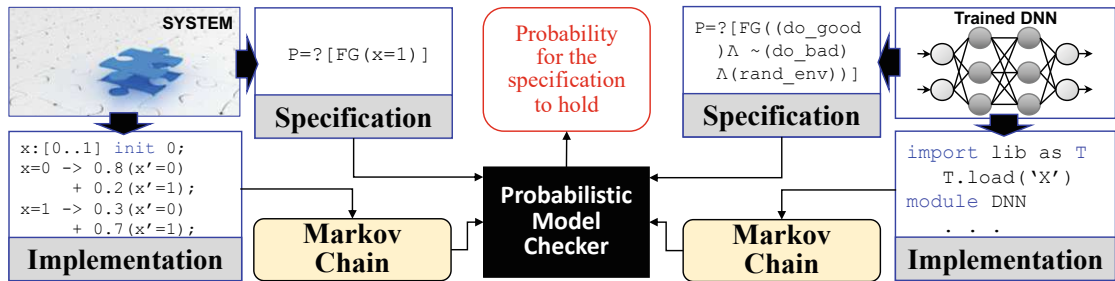 SYSTEM
P=?[FG(x=1)]
Specification
x:[0..1] init 0;
x=0 -> 0.8(x'=0)
+ 0.2(x'=1);
x=1 -> 0.3(x'=0)
+ 0.7(x'=1);
Implementation
Markov
Chain
Probability
for the
specification
to hold
Probabilistic
Model
Checker
P=?[FG((do_good
)Λ ~(do_bad)
Λ(rand_env))]
Specification
Trained DNN
import lib as T
T.load(‘X’)
module DNN
. . .
Implementation
Markov
Chain